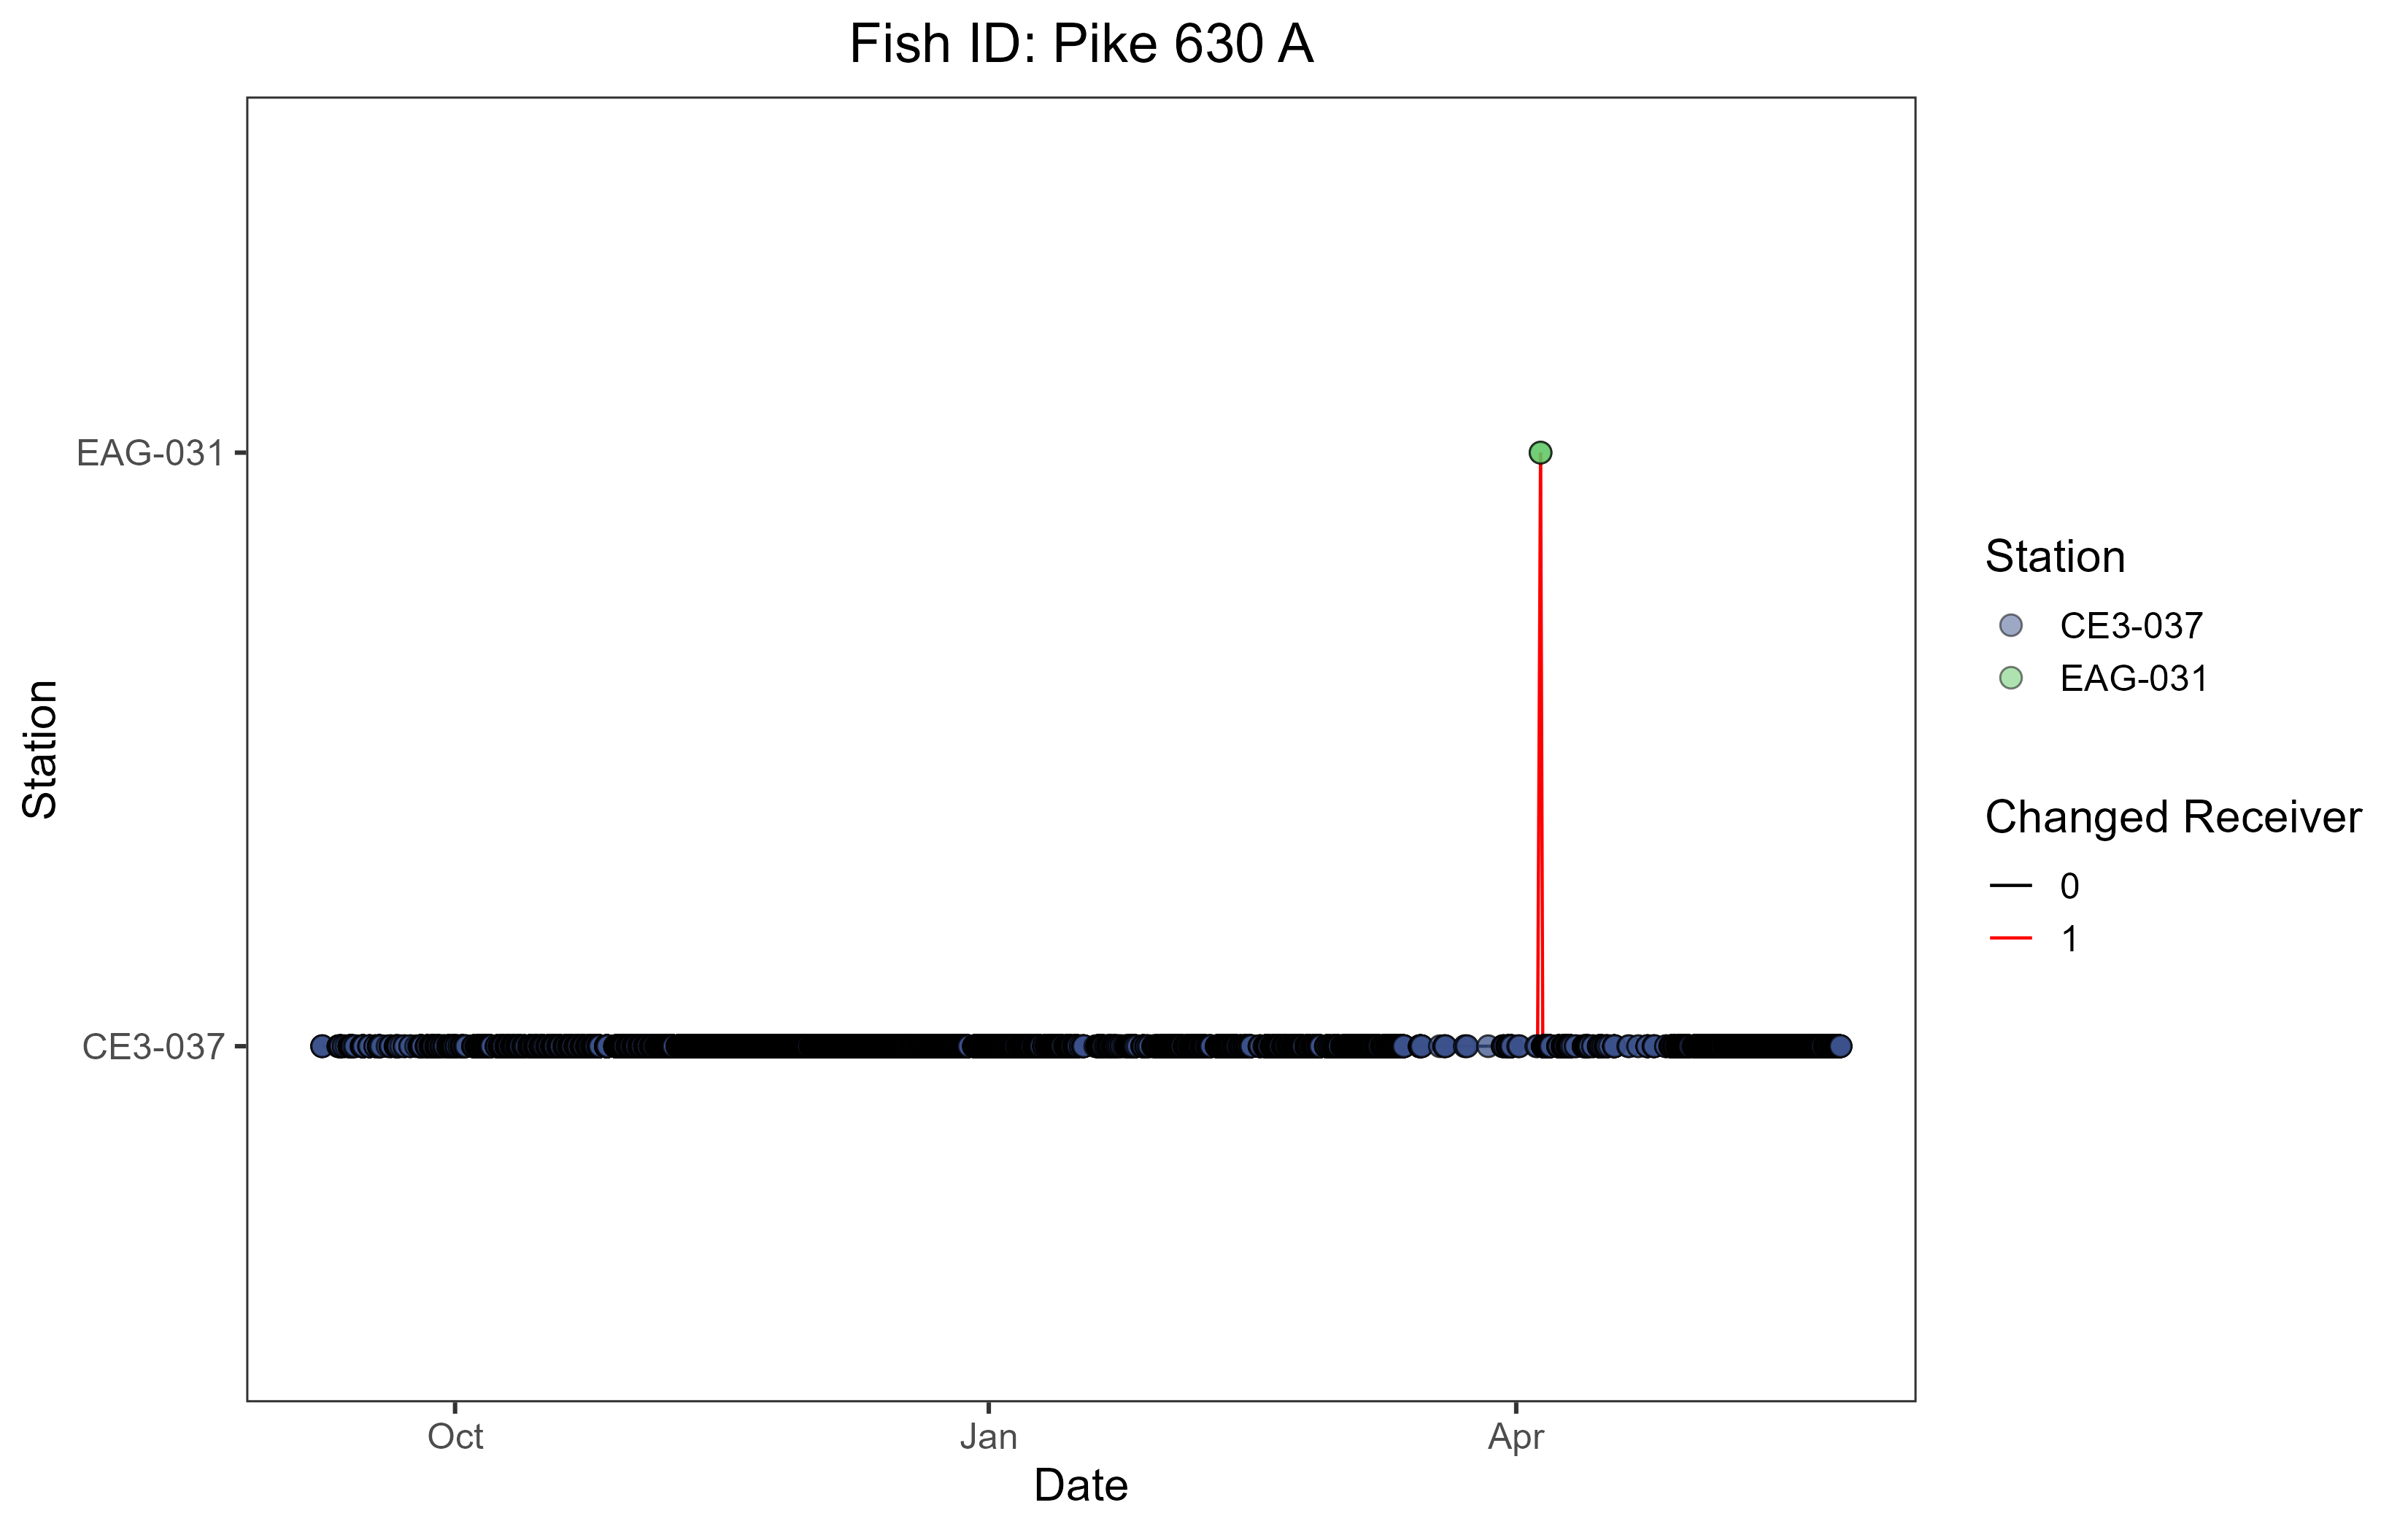 Fish ID: Pike 630 A
Station
EAG-031
CE3-037
Oct
Jan
Apr
Date
Station
CE3-037
EAG-031
Changed Receiver
0
1